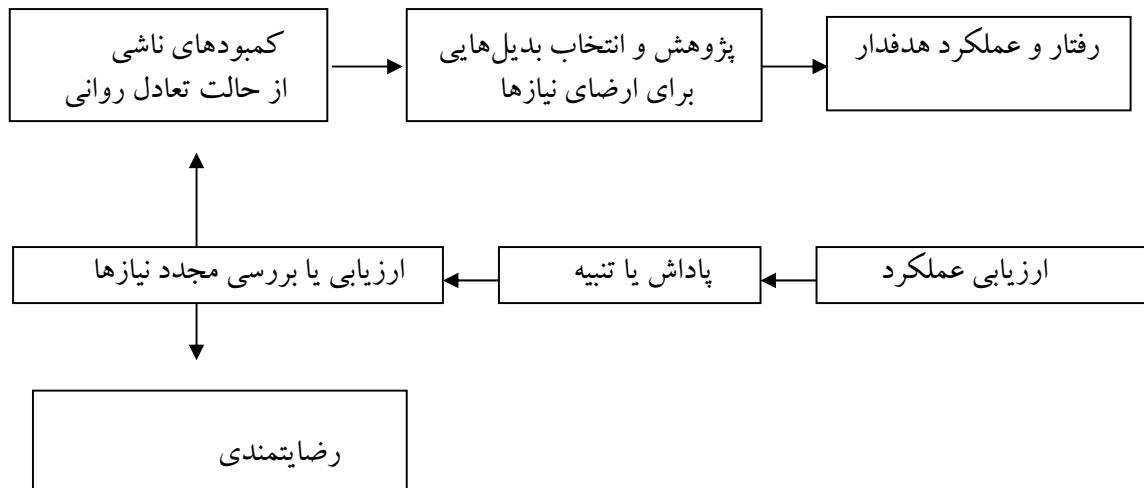 کمبودهای ناشی
از حالت تعادل روانی
پژوهش و انتخاب بدیل‌هایی
برای ارضای نیازها
رفتار و عملکرد هدفدار
ارزیابی عملکرد
پاداش یا تنبیه
ارزیابی یا بررسی مجدد نیازها
رضایتمندی